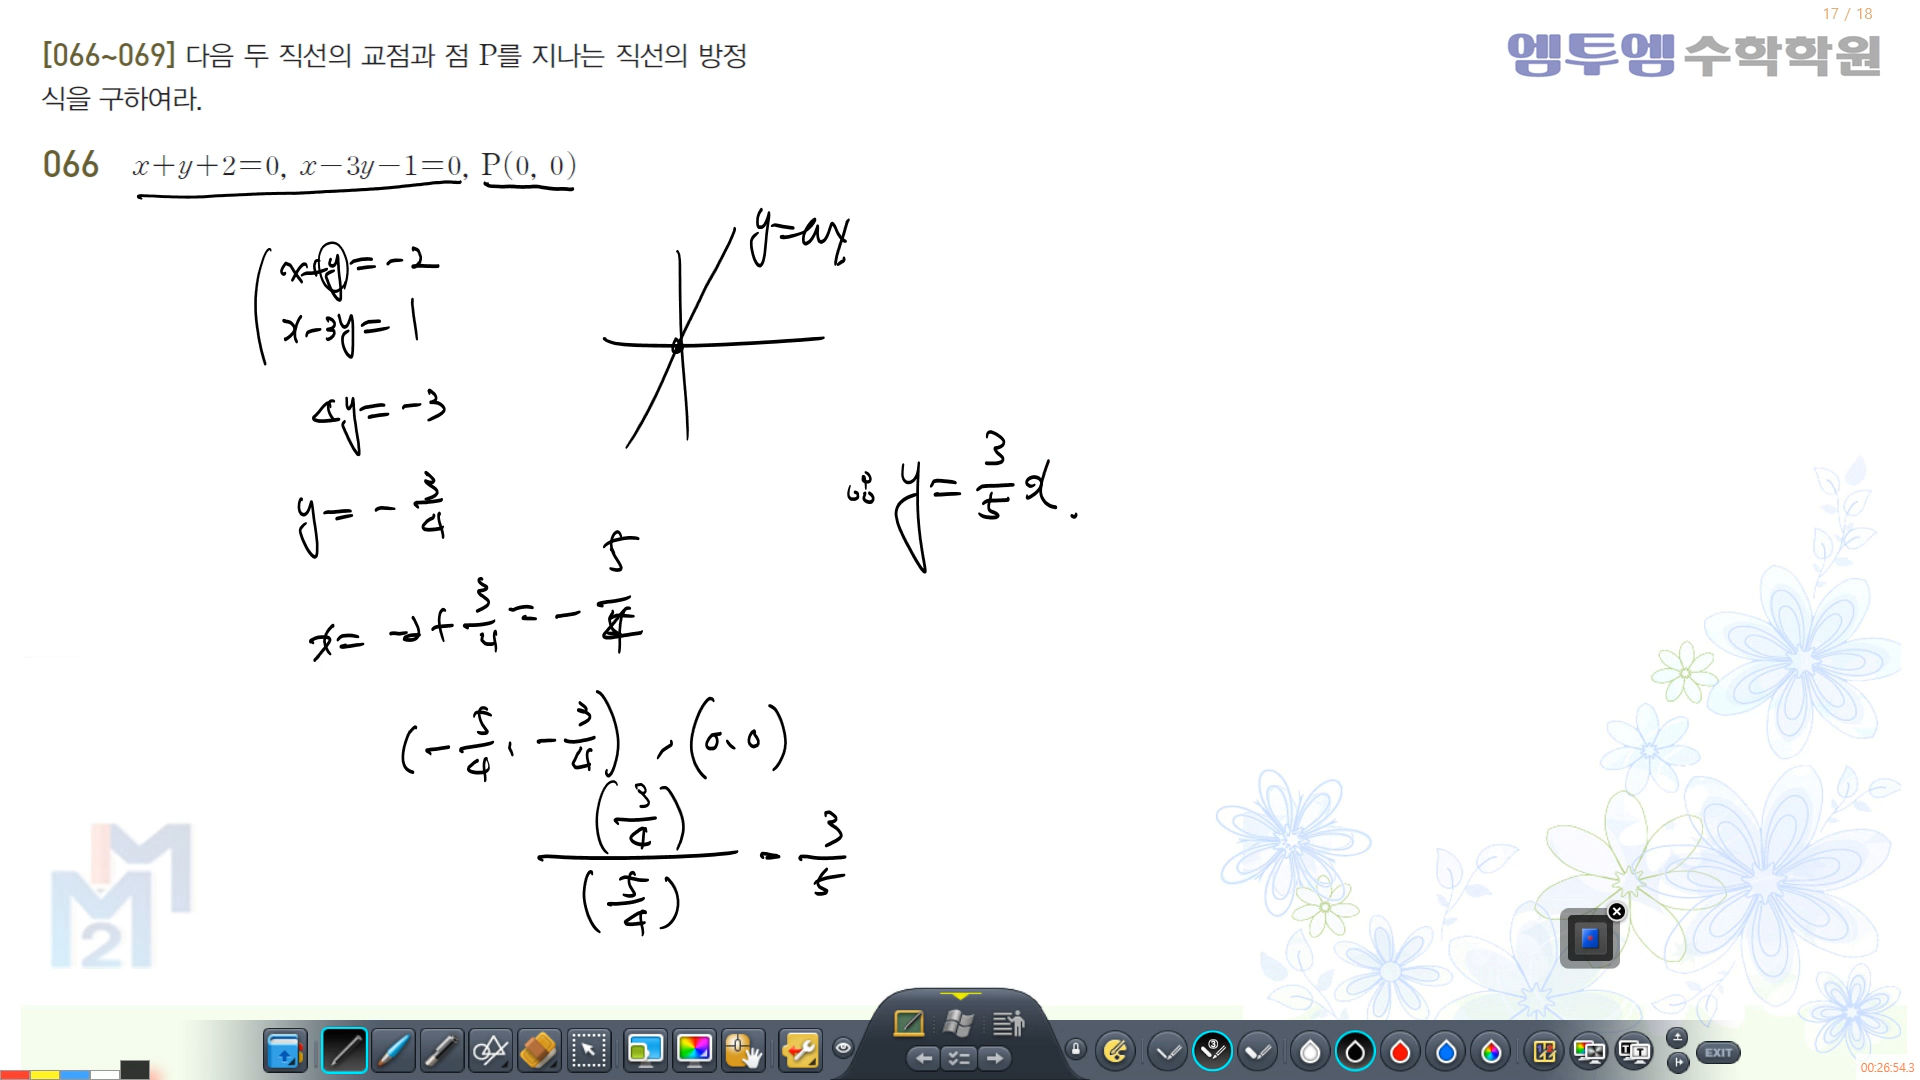 17 / 18
엠투엠 수학학원
[066~069] 다음 두 직선의 교점과 점 P를 지나는 직선의 방정
식을 구하여라.
066 x+y+2=0, x-3y-1=0, P(0, 0)
y=ax
x+y=-2
x-3y=1
4y=-3
y=-3/4
∴ y=3/5 x.
x=-2+3/4=-5/4
(-5/4, -3/4), (0, 0)
(3/4)/(5/4) = 3/5
M2M
EXIT
00:26:54.3